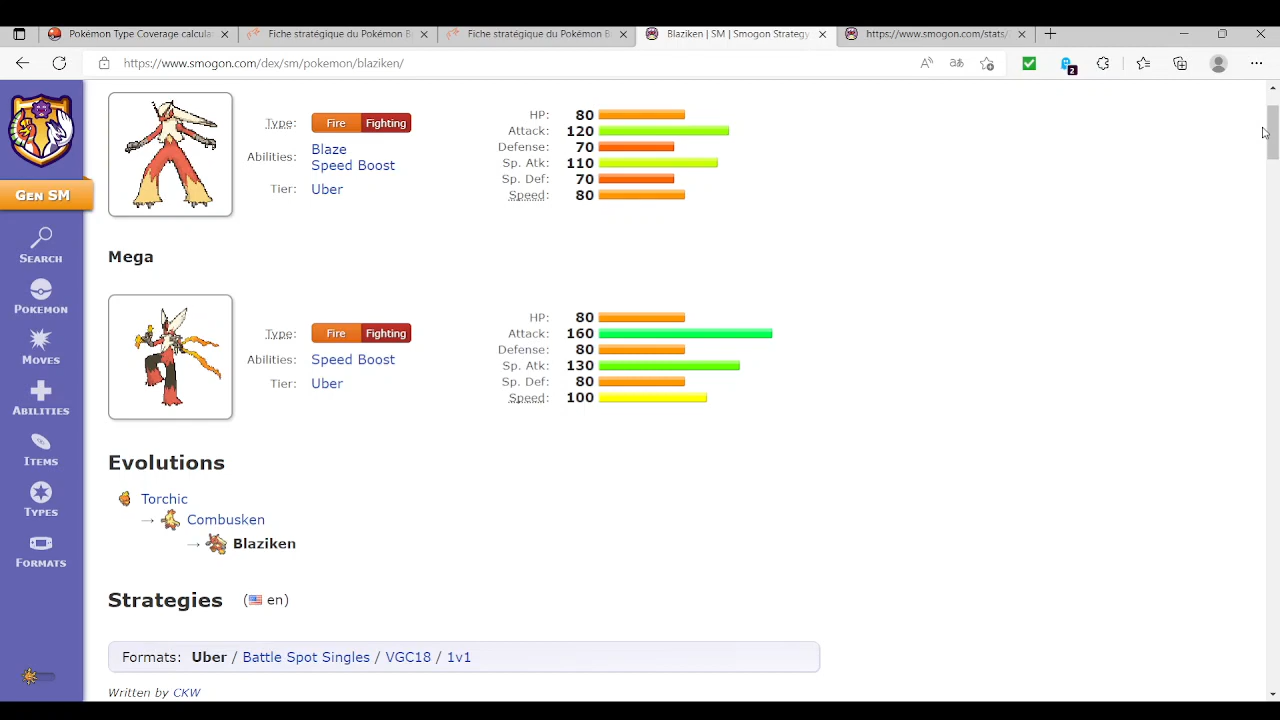 Pokémon Type Coverage calcula
Fiche stratégique du Pokémon B
Fiche stratégique du Pokémon B
Blaziken | SM | Smogon Strategy
https://www.smogon.com/stats/
https://www.smogon.com/dex/sm/pokemon/blaziken/
2
Gen SM
Search
Pokemon
Moves
Abilities
Items
Types
Formats
Type: Fire Fighting
Abilities: Blaze
Speed Boost
Tier: Uber
HP: 80
Attack: 120
Defense: 70
Sp. Atk: 110
Sp. Def: 70
Speed: 80
Mega
Type: Fire Fighting
Abilities: Speed Boost
Tier: Uber
HP: 80
Attack: 160
Defense: 80
Sp. Atk: 130
Sp. Def: 80
Speed: 100
Evolutions
Torchic
→ Combusken
→ Blaziken
Strategies (en)
Formats: Uber / Battle Spot Singles / VGC18 / 1v1
Written by CKW